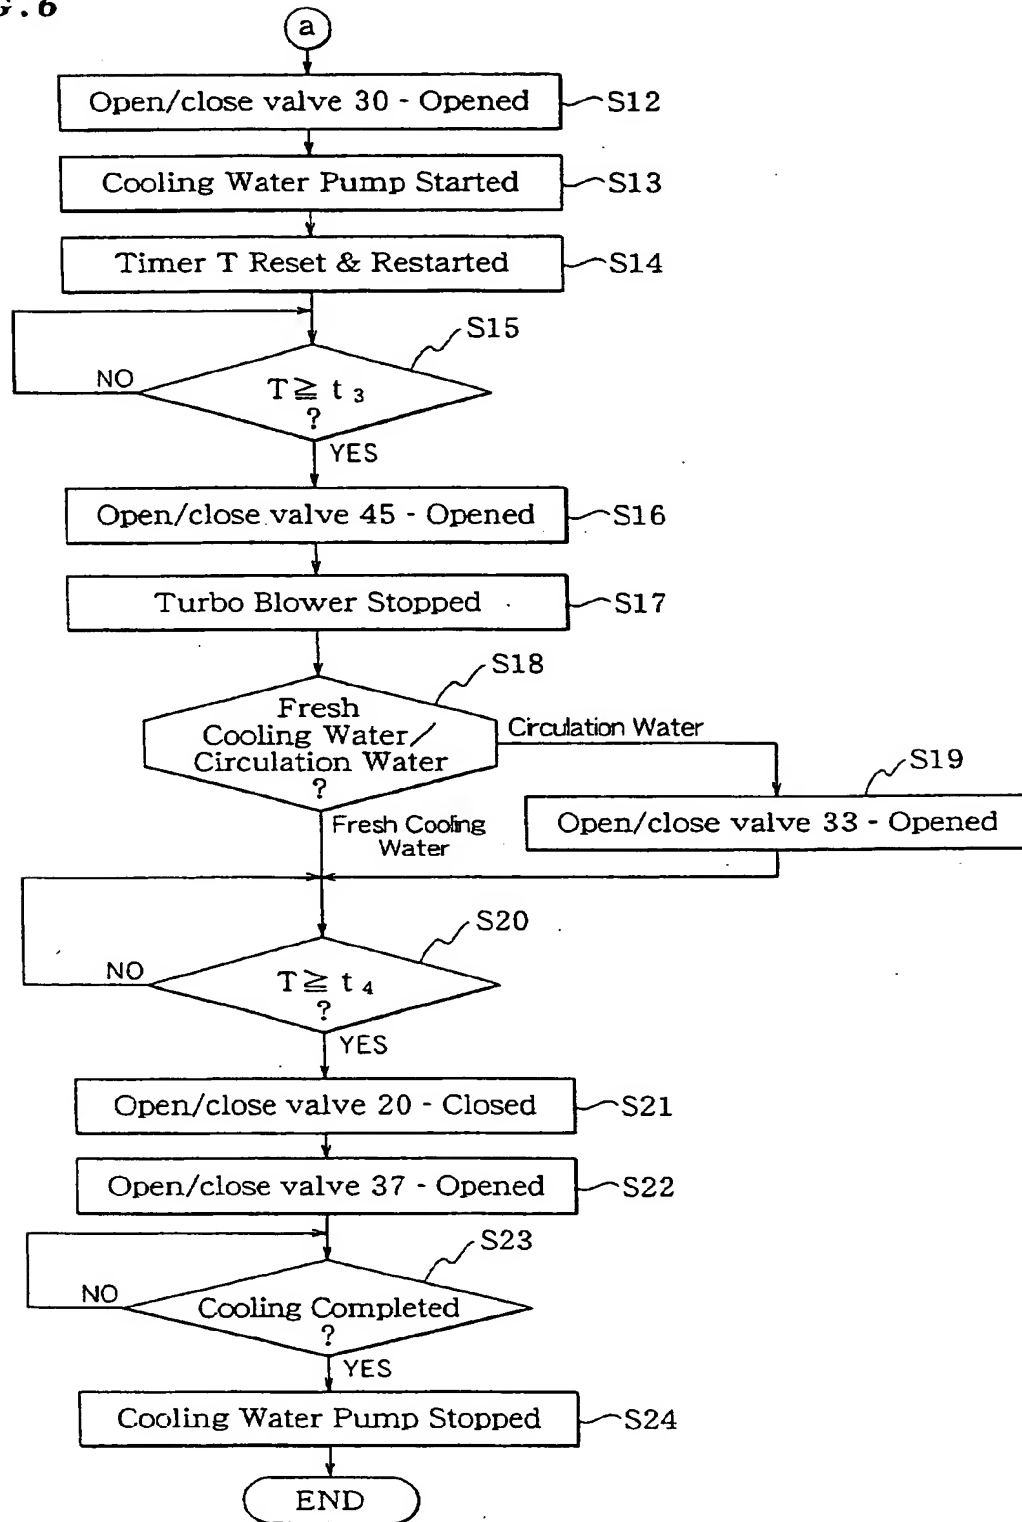 G.6
a
Open/close valve 30 - Opened
S12
Cooling Water Pump Started
S13
Timer T Reset & Restarted
S14
S15
NO
T ≧ t 3
?
YES
Open/close valve 45 - Opened
S16
Turbo Blower Stopped
S17
S18
Fresh
Cooling Water/
Circulation Water
?
Circulation Water
S19
Open/close valve 33 - Opened
Fresh Cooling
Water
S20
NO
T ≧ t 4
?
YES
Open/close valve 20 - Closed
S21
Open/close valve 37 - Opened
S22
S23
NO
Cooling Completed
?
YES
Cooling Water Pump Stopped
S24
END